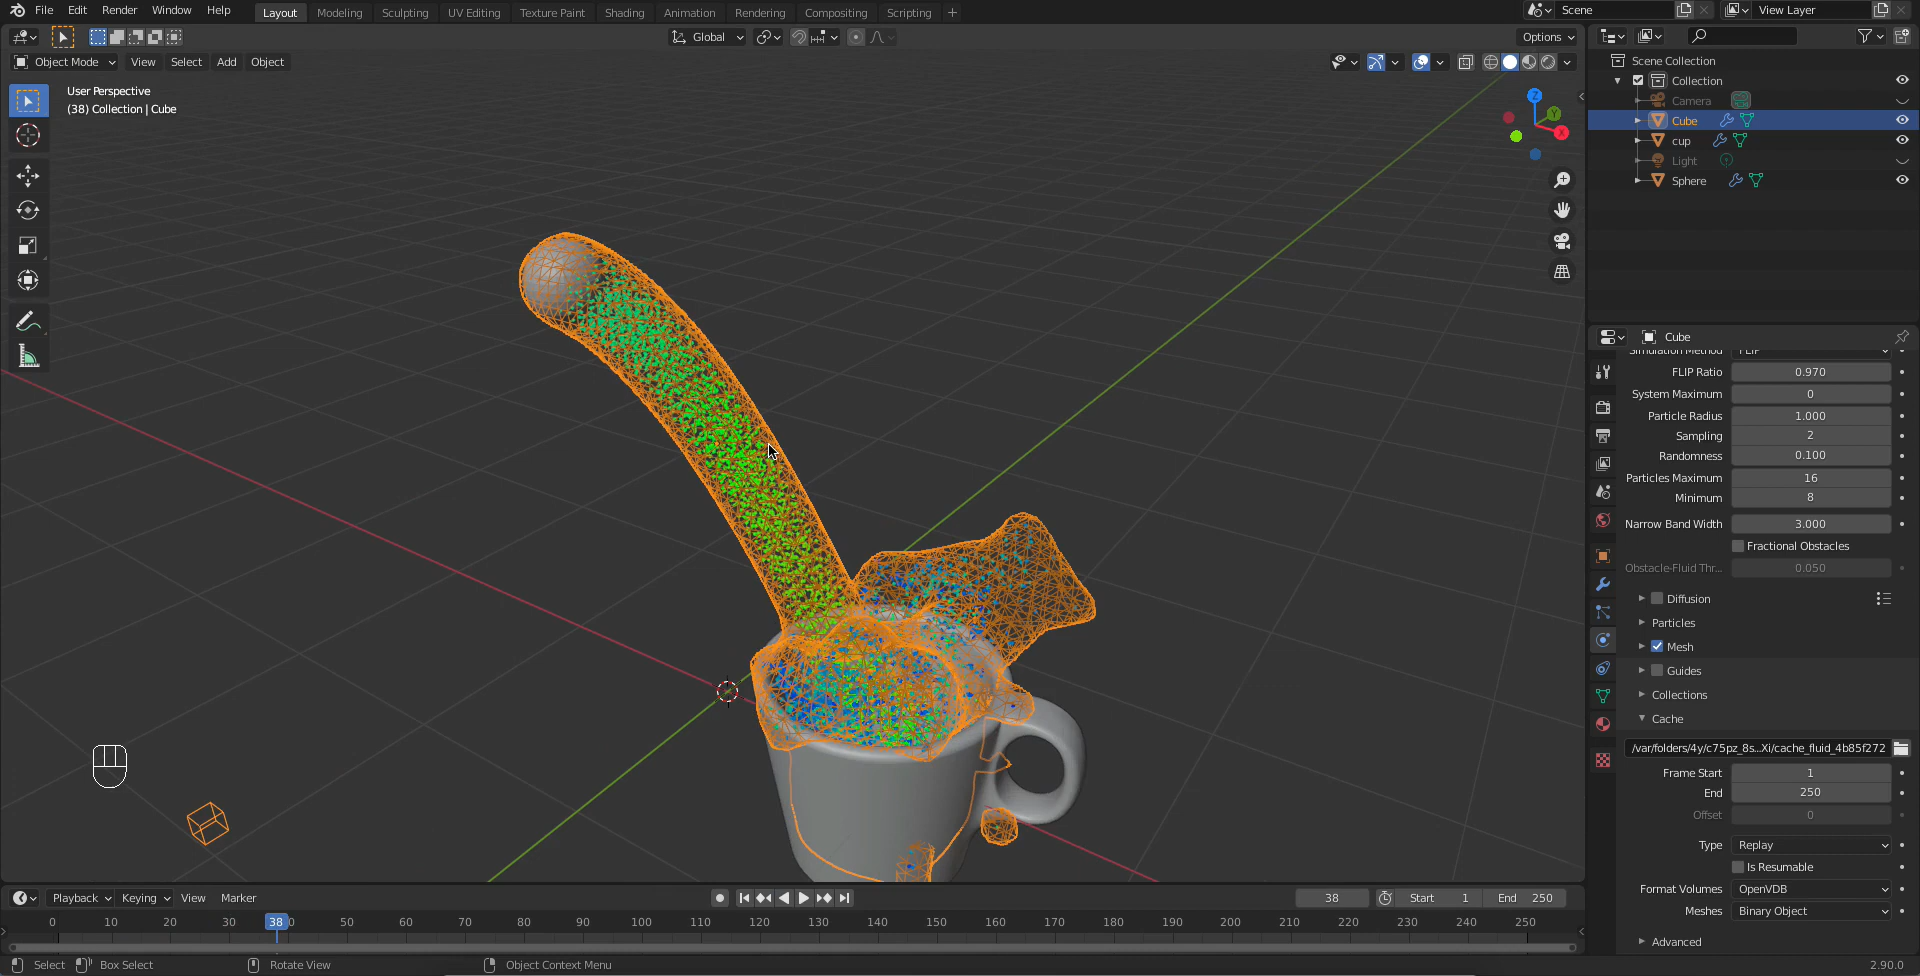 File Edit Render Window Help Layout Modeling Sculpting UV Editing Texture Paint Shading Animation Rendering Compositing Scripting + Scene View Layer
Global Options
Object Mode View Select Add Object
User Perspective
(38) Collection | Cube
Z
Y
X
Scene Collection
Collection
Camera
Cube
cup
Light
Sphere
Cube
Simulation Method FLIP
FLIP Ratio 0.970
System Maximum 0
Particle Radius 1.000
Sampling 2
Randomness 0.100
Particles Maximum 16
Minimum 8
Narrow Band Width 3.000
Fractional Obstacles
Obstacle-Fluid Thr... 0.050
Diffusion
Particles
Mesh
Guides
Collections
Cache
/var/folders/4y/c75pz_8s...Xi/cache_fluid_4b85f272
Frame Start 1
End 250
Offset 0
Type Replay
Is Resumable
Format Volumes OpenVDB
Meshes Binary Object
Advanced
Playback Keying View Marker 38 Start 1 End 250
0 10 20 30 38 0 50 60 70 80 90 100 110 120 130 140 150 160 170 180 190 200 210 220 230 240 250
Select Box Select Rotate View Object Context Menu 2.90.0